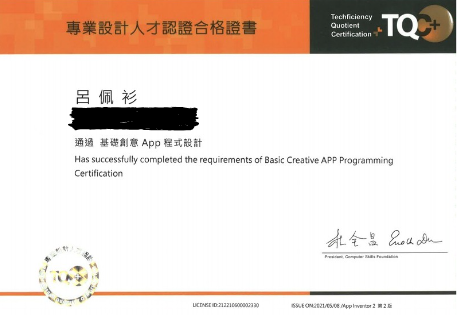 專業設計人才認證合格證書
Techficiency
Quotient
Certification
TQC+
呂佩衫
通過 基礎創意 App 程式設計
Has successfully completed the requirements of Basic Creative APP Programming
Certification
President, Computer Skills Foundation
TQC+
LICENSE ID:212210600002330 ISSUE ON:2021/05/08 /App Inventor 2 第2版